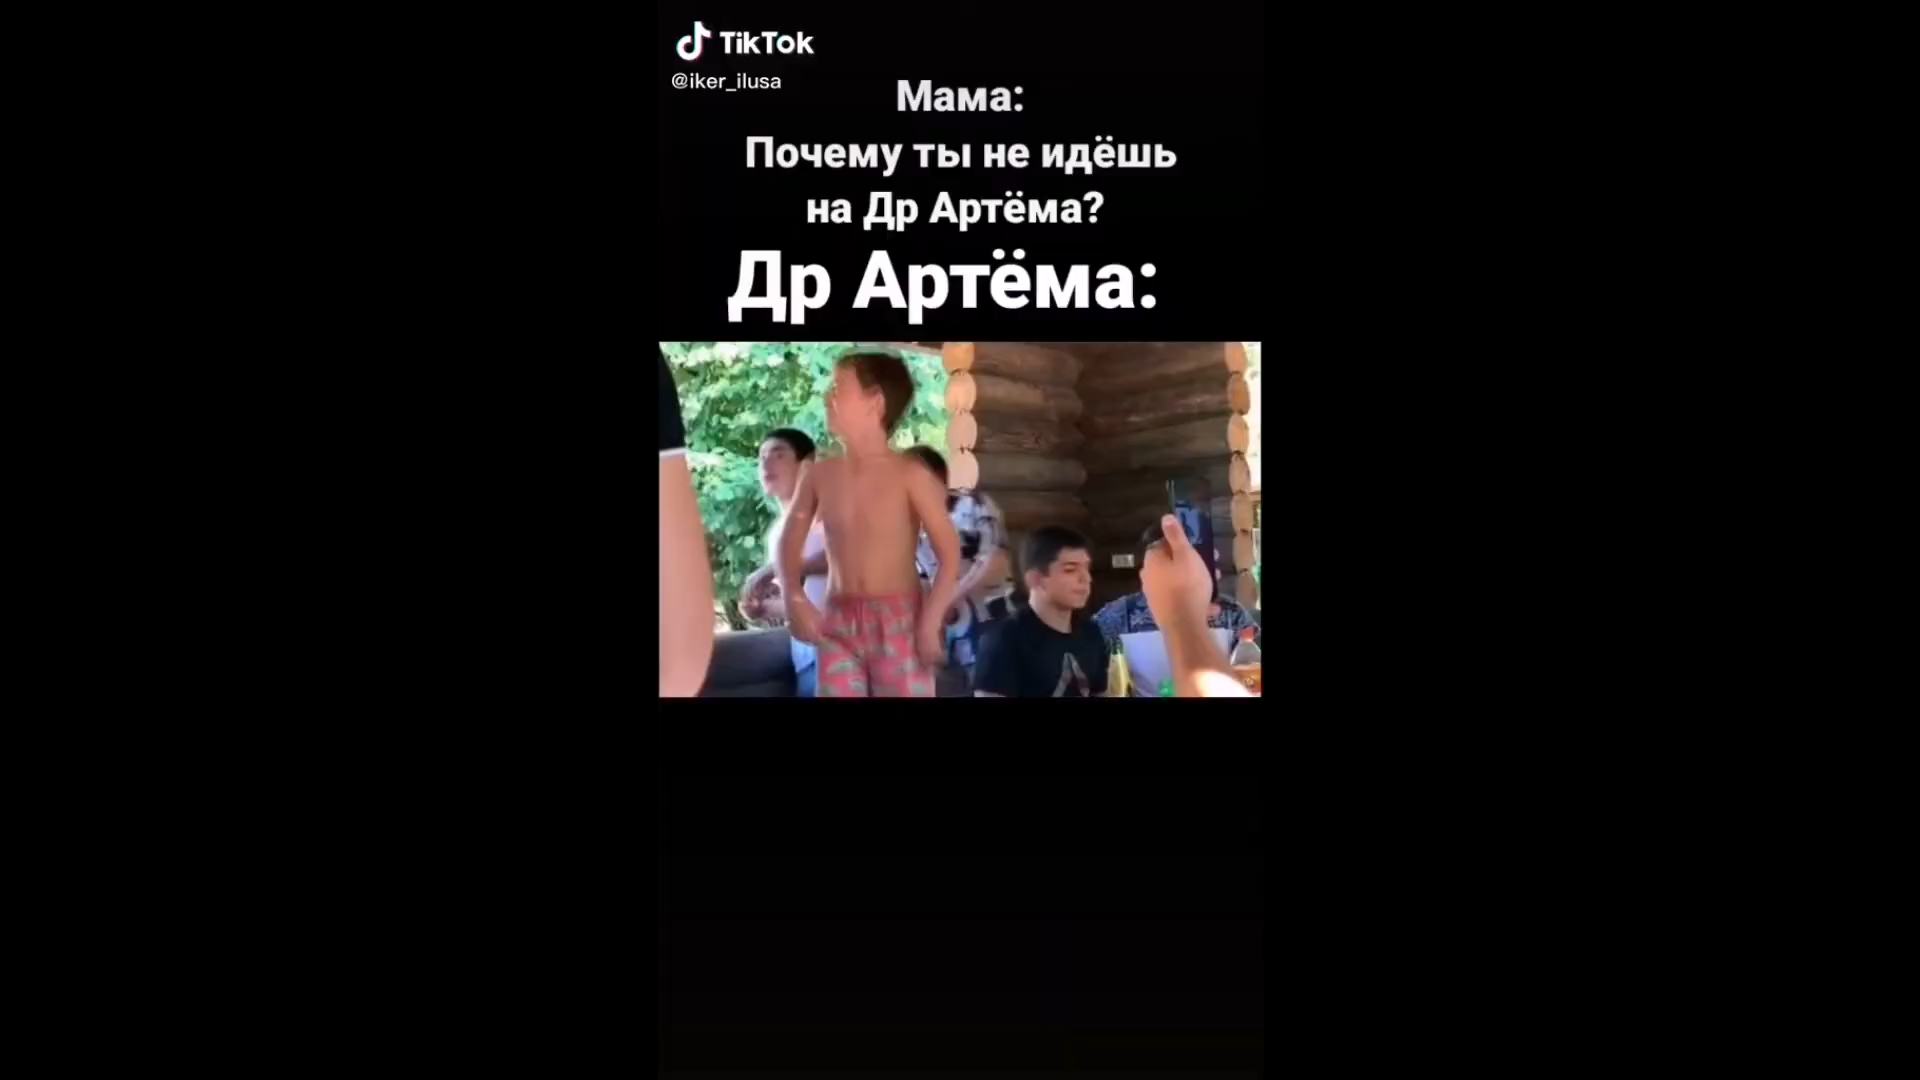 TikTok
@iker_ilusa
Мама:
Почему ты не идёшь
на Др Артёма?
Др Артёма: